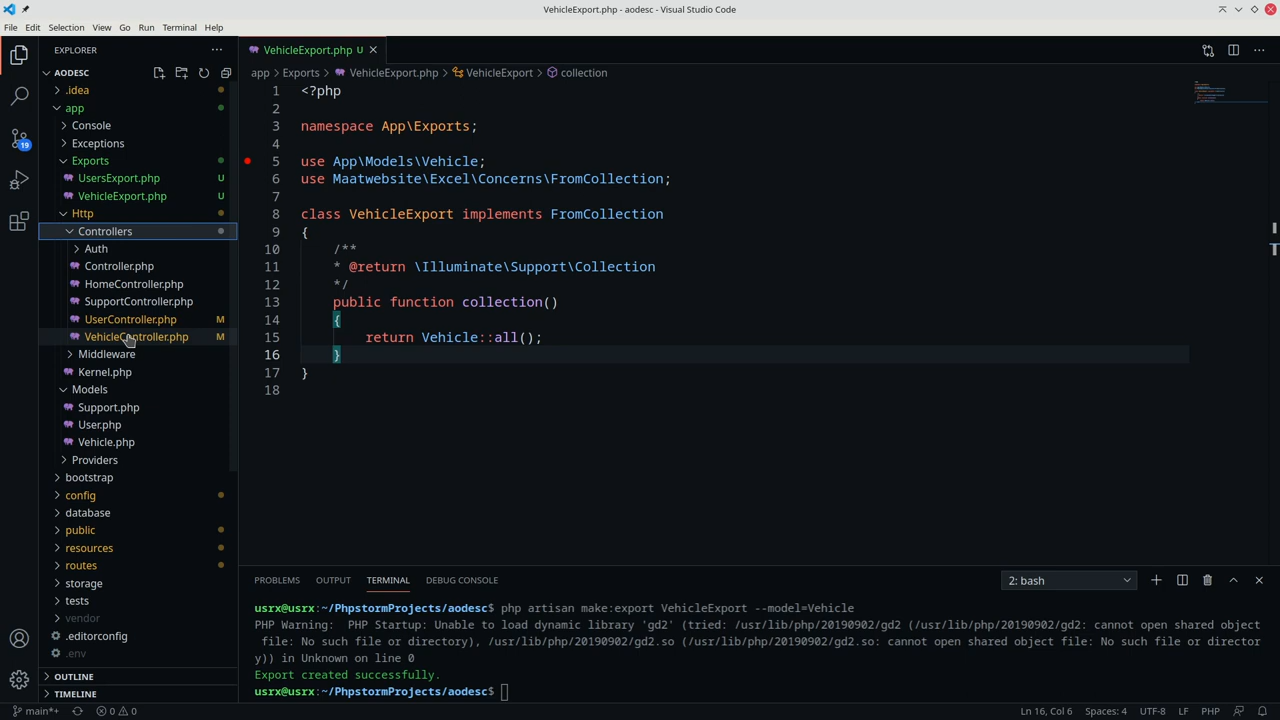 VehicleExport.php - aodesc - Visual Studio Code
File Edit Selection View Go Run Terminal Help
EXPLORER
AODESC
.idea
app
Console
Exceptions
Exports
UsersExport.php U
VehicleExport.php U
Http
Controllers
Auth
Controller.php
HomeController.php
SupportController.php
UserController.php M
VehicleController.php M
Middleware
Kernel.php
Models
Support.php
User.php
Vehicle.php
Providers
bootstrap
config
database
public
resources
routes
storage
tests
vendor
.editorconfig
.env
OUTLINE
TIMELINE
19
VehicleExport.php U
app > Exports > VehicleExport.php > VehicleExport > collection
1 <?php
2
3 namespace App\Exports;
4
5 use App\Models\Vehicle;
6 use Maatwebsite\Excel\Concerns\FromCollection;
7
8 class VehicleExport implements FromCollection
9 {
10 /**
11 * @return \Illuminate\Support\Collection
12 */
13 public function collection()
14 {
15 return Vehicle::all();
16 }
17 }
18
PROBLEMS OUTPUT TERMINAL DEBUG CONSOLE 2: bash
usrx@usrx:~/PhpstormProjects/aodesc$ php artisan make:export VehicleExport --model=Vehicle
PHP Warning:  PHP Startup: Unable to load dynamic library 'gd2' (tried: /usr/lib/php/20190902/gd2 (/usr/lib/php/20190902/gd2: cannot open shared object
file: No such file or directory), /usr/lib/php/20190902/gd2.so (/usr/lib/php/20190902/gd2.so: cannot open shared object file: No such file or director
y)) in Unknown on line 0
Export created successfully.
usrx@usrx:~/PhpstormProjects/aodesc$
main*+ 0 0 Ln 16, Col 6 Spaces: 4 UTF-8 LF PHP